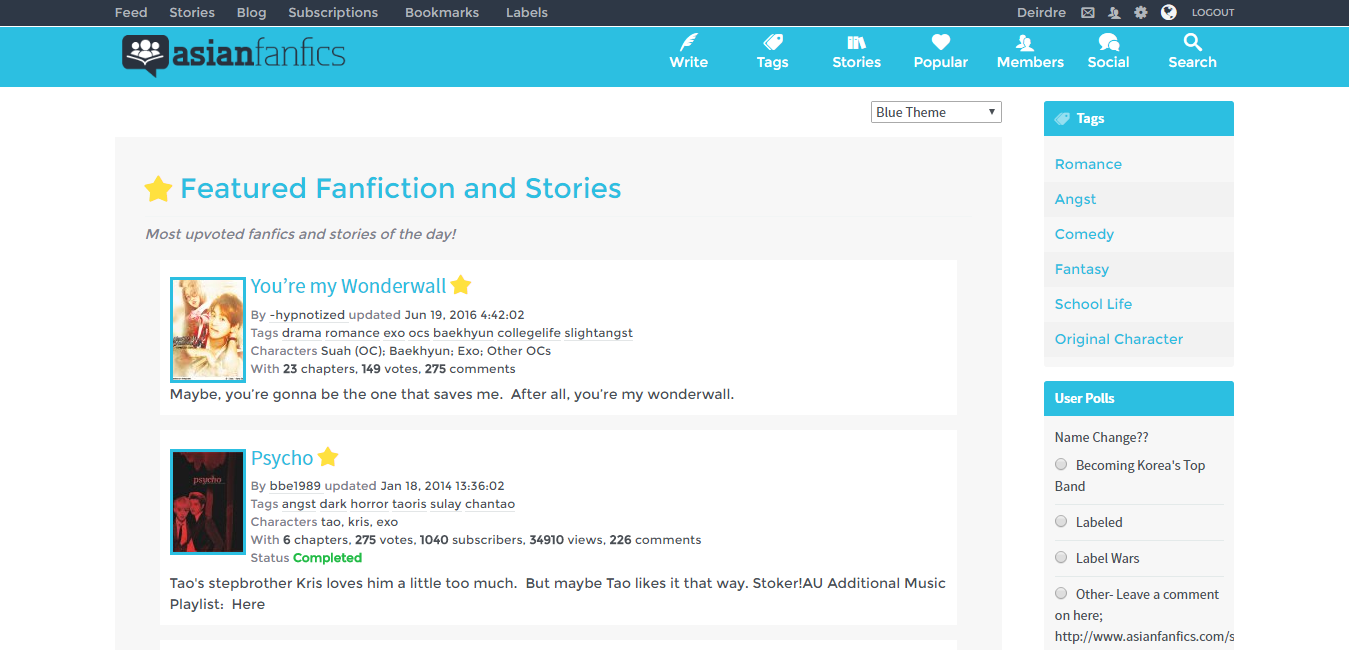 Feed Stories Blog Subscriptions Bookmarks Labels Deirdre LOGOUT
asianfanfics Write Tags Stories Popular Members Social Search
Blue Theme
Featured Fanfiction and Stories
Most upvoted fanfics and stories of the day!
You’re my Wonderwall
By -hypnotized updated Jun 19, 2016 4:42:02
Tags drama romance exo ocs baekhyun collegelife slightangst
Characters Suah (OC); Baekhyun; Exo; Other OCs
With 23 chapters, 149 votes, 275 comments
Maybe, you’re gonna be the one that saves me. After all, you’re my wonderwall.
psycho
Psycho
By bbe1989 updated Jan 18, 2014 13:36:02
Tags angst dark horror taoris sulay chantao
Characters tao, kris, exo
With 6 chapters, 275 votes, 1040 subscribers, 34910 views, 226 comments
Status Completed
Tao's stepbrother Kris loves him a little too much. But maybe Tao likes it that way. Stoker!AU Additional Music
Playlist: Here
Tags
Romance
Angst
Comedy
Fantasy
School Life
Original Character
User Polls
Name Change??
Becoming Korea's Top
Band
Labeled
Label Wars
Other- Leave a comment
on here;
http://www.asianfanfics.com/s